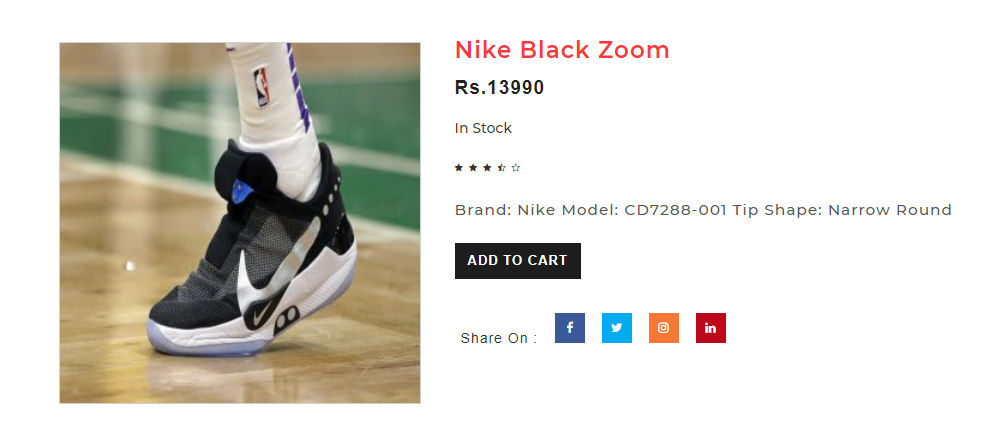 Nike Black Zoom
Rs.13990
In Stock
Brand: Nike Model: CD7288-001 Tip Shape: Narrow Round
ADD TO CART
Share On :